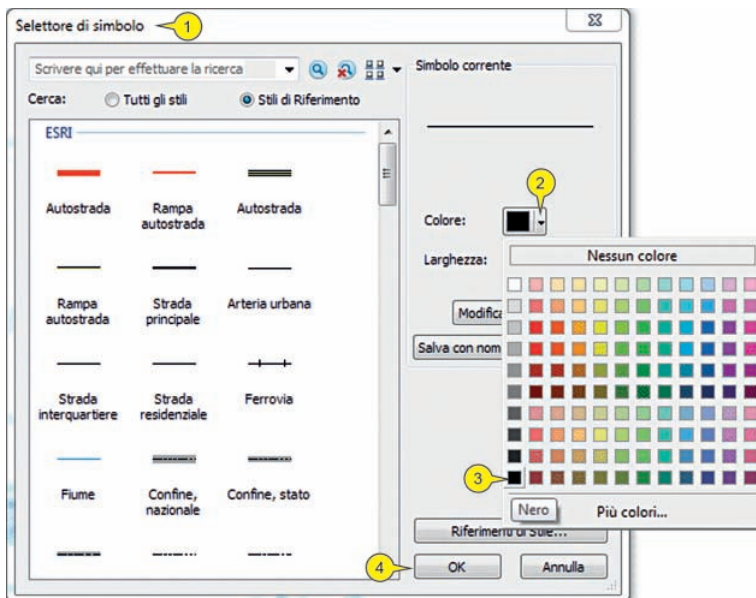 Selettore di simbolo
1
Scrivere qui per effettuare la ricerca
Cerca:
Tutti gli stili
Stili di Riferimento
ESRI
Autostrada
Rampa
autostrada
Autostrada
Rampa
autostrada
Strada
principale
Arteria urbana
Strada
interquartiere
Strada
residenziale
Ferrovia
Fiume
Confine,
nazionale
Confine, stato
Simbolo corrente
2
Colore:
Larghezza:
Nessun colore
Modifica
Salva con nom
3
Nero
Più colori...
Riferimenti di Stile...
4
OK
Annulla